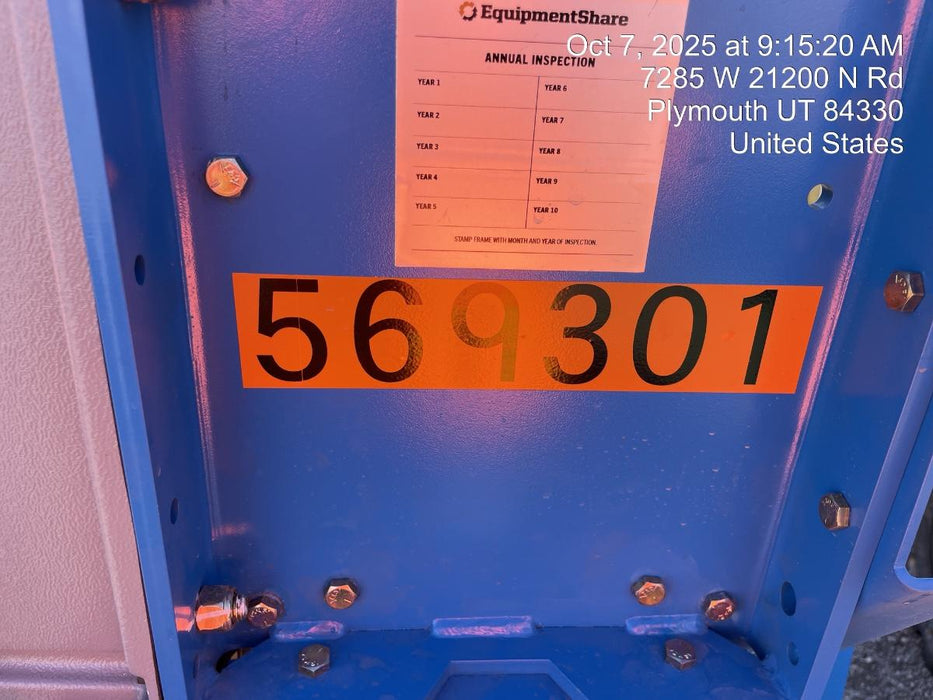 EquipmentShare
ANNUAL INSPECTION
YEAR 1
YEAR 2
YEAR 3
YEAR 4
YEAR 5
YEAR 6
YEAR 7
YEAR 8
YEAR 9
YEAR 10
STAMP FRAME WITH MONTH AND YEAR OF INSPECTION.
Oct 7, 2025 at 9:15:20 AM
7285 W 21200 N Rd
Plymouth UT 84330
United States
569301